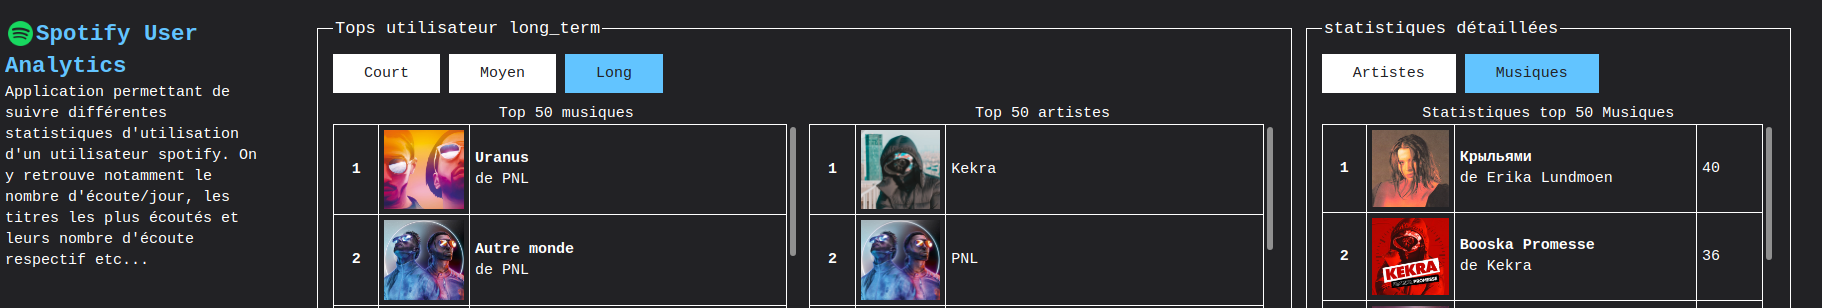 Spotify User
Analytics
Application permettant de
suivre différentes
statistiques d'utilisation
d'un utilisateur spotify. On
y retrouve notamment le
nombre d'écoute/jour, les
titres les plus écoutés et
leurs nombre d'écoute
respectif etc...
Tops utilisateur long_term
Court
Moyen
Long
Top 50 musiques
1
Uranus
de PNL
2
Autre monde
de PNL
Top 50 artistes
1
Kekra
2
PNL
statistiques détaillées
Artistes
Musiques
Statistiques top 50 Musiques
1
Крыльями
de Erika Lundmoen
40
2
KEKRA
PROMESSE
Booska Promesse
de Kekra
36